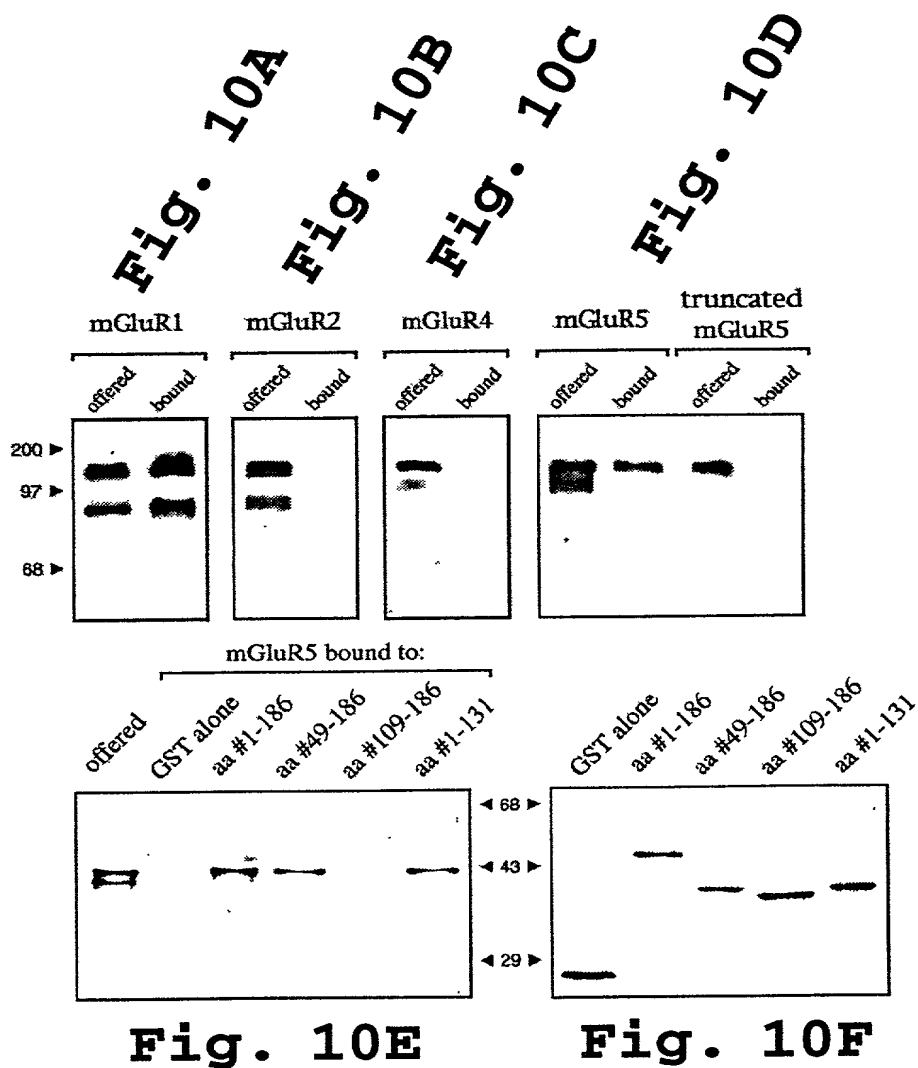 Fig. 10A
Fig. 10B
Fig. 10C
Fig. 10D
mGluR1
mGluR2
mGluR4
mGluR5
truncated
mGluR5
offered
bound
offered
bound
offered
bound
offered
bound
offered
bound
200
97
68
mGluR5 bound to:
offered
GST alone
aa #1-186
aa #49-186
aa #109-186
aa #1-131
GST alone
aa #1-186
aa #49-186
aa #109-186
aa #1-131
68
43
29
Fig. 10E
Fig. 10F